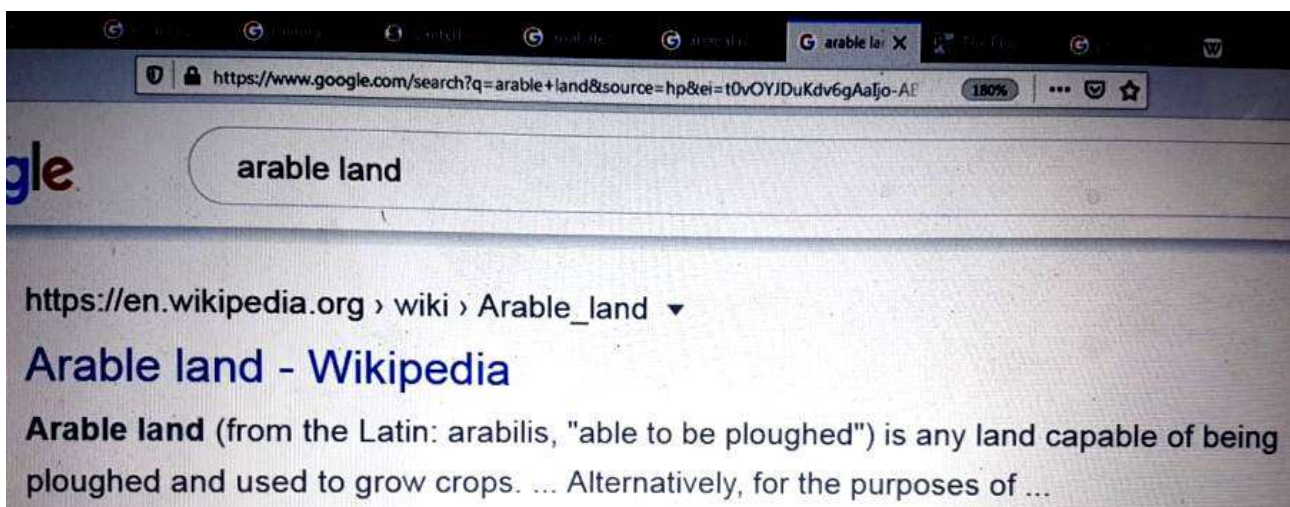 arable la
https://www.google.com/search?q=arable+land&source=hp&ei=t0vOYJDuKdv6gAaIjo-AE 180%
gle
arable land
https://en.wikipedia.org › wiki › Arable_land
Arable land - Wikipedia
Arable land (from the Latin: arabilis, "able to be ploughed") is any land capable of being
ploughed and used to grow crops. ... Alternatively, for the purposes of ...